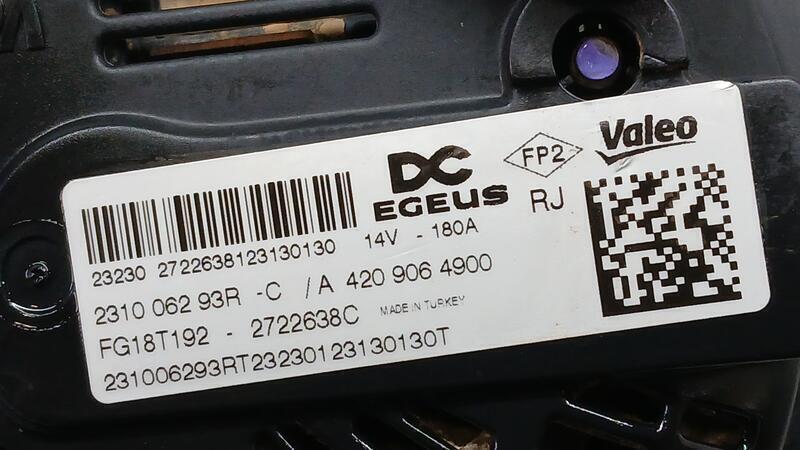 Valeo
FP2
DC
EGEUS
RJ
14V - 180A
23230 2722638123130130
2310 062 93R -C /A 420 906 4900
FG18T192 - 2722638C MADE IN TURKEY
231006293RT23230123130130T